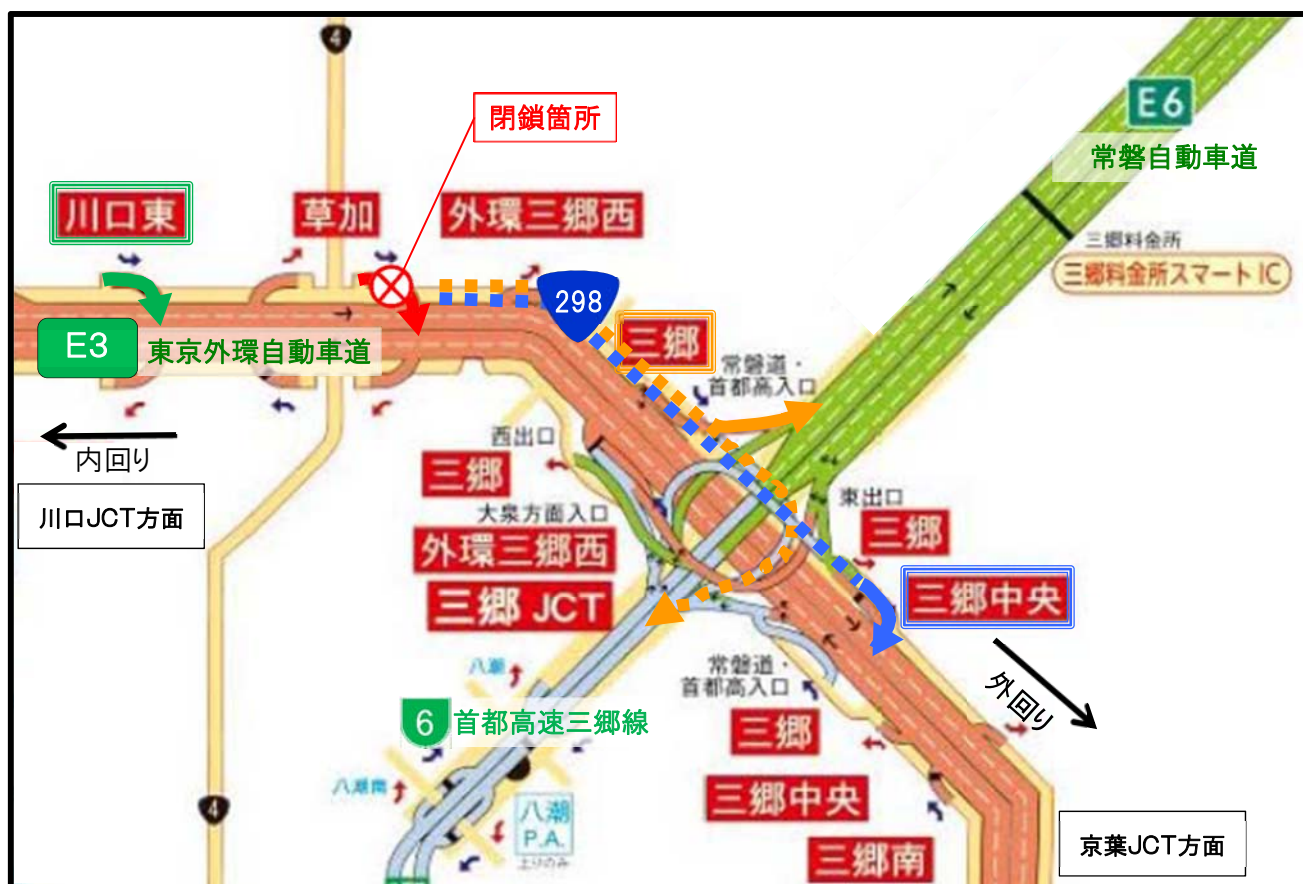 4
閉鎖箇所
E6
常磐自動車道
川口東
草加
外環三郷西
三郷料金所
三郷料金所スマートIC
298
E3
東京外環自動車道
三郷
常磐道・
首都高入口
内回り
川口JCT方面
西出口
三郷
大泉方面入口
外環三郷西
三郷 JCT
東出口
三郷
三郷中央
八潮
常磐道・
首都高入口
外回り
6
首都高速三郷線
三郷
八潮南
三郷中央
4
八潮
P.A.
上りのみ
京葉JCT方面
三郷南